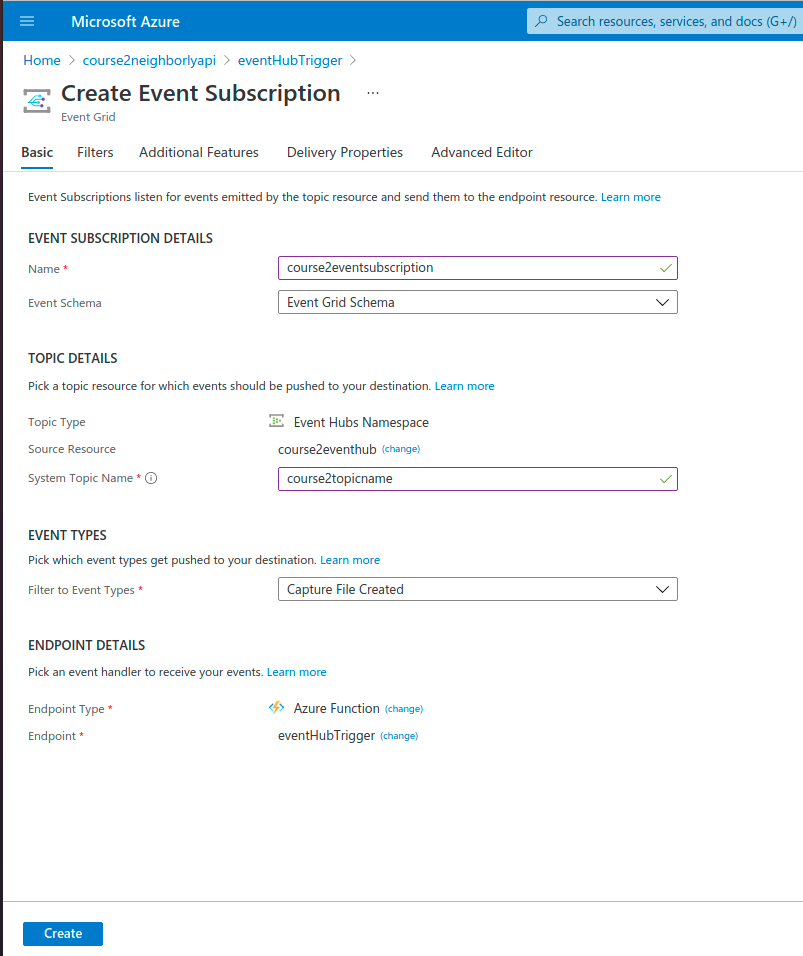 Microsoft Azure
Search resources, services, and docs (G+/)
Home > course2neighborlyapi > eventHubTrigger >
Create Event Subscription ...
Event Grid
Basic Filters Additional Features Delivery Properties Advanced Editor
Event Subscriptions listen for events emitted by the topic resource and send them to the endpoint resource. Learn more
EVENT SUBSCRIPTION DETAILS
Name * course2eventsubscription
Event Schema Event Grid Schema
TOPIC DETAILS
Pick a topic resource for which events should be pushed to your destination. Learn more
Topic Type Event Hubs Namespace
Source Resource course2eventhub (change)
System Topic Name * course2topicname
EVENT TYPES
Pick which event types get pushed to your destination. Learn more
Filter to Event Types * Capture File Created
ENDPOINT DETAILS
Pick an event handler to receive your events. Learn more
Endpoint Type * Azure Function (change)
Endpoint * eventHubTrigger (change)
Create